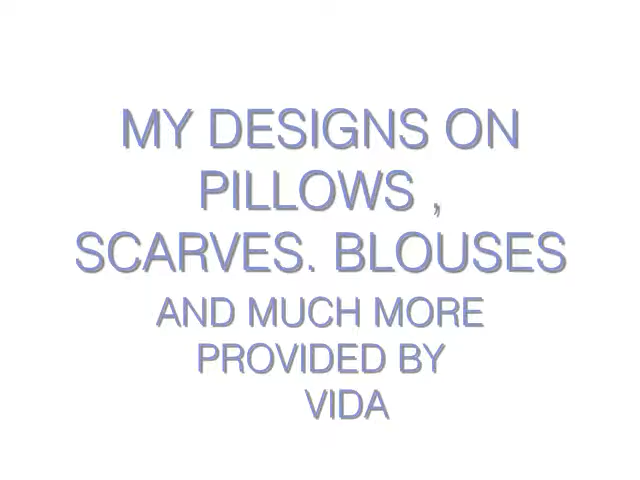 MY DESIGNS ON
PILLOWS ,
SCARVES. BLOUSES
AND MUCH MORE
PROVIDED BY
VIDA